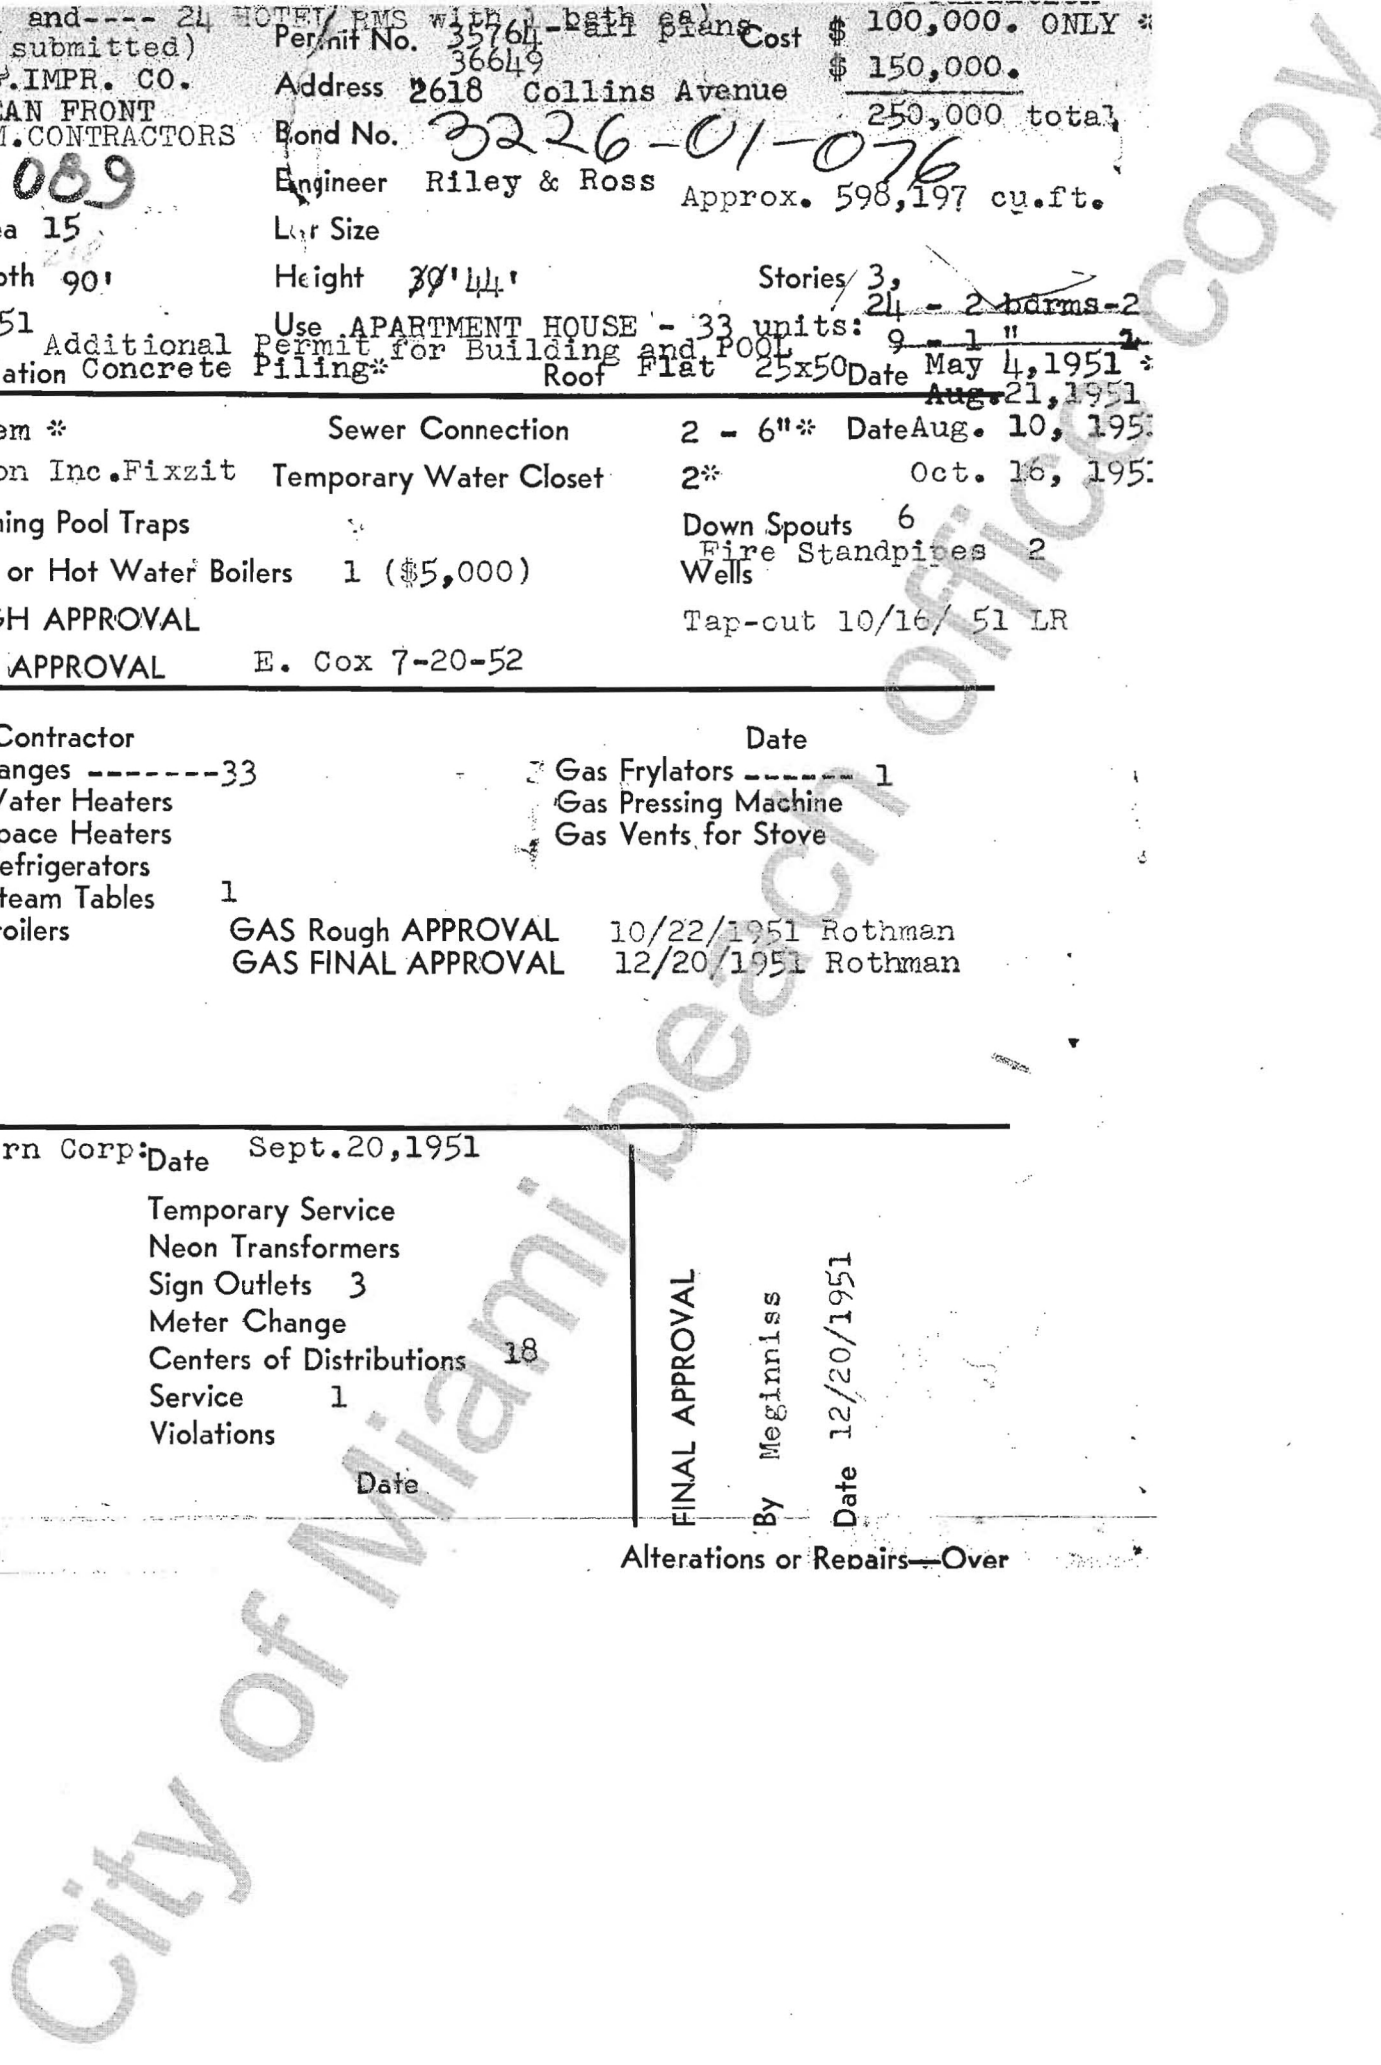 and---- 24 HOTEL RMS with 1 bath ea)
submitted) Permit No. 35764--all plans Cost $ 100,000. ONLY *
.IMPR. CO. 36649 $ 150,000.
Address 2618 Collins Avenue
AN FRONT 250,000 total
.CONTRACTORS Bond No. 3226-01-076
089 Engineer Riley & Ross Approx. 598,197 cu.ft.
a 15 Lot Size
pth 90' Height 39'44' Stories 3,
24 - 2 bdrms-2
51 Use APARTMENT HOUSE - 33 units: 9 - 1 "
Additional Permit for Building and POOL
ation Concrete Piling* Roof Flat 25x50 Date May 4,1951 *
Aug.21,1951
em * Sewer Connection 2 - 6"* Date Aug. 10, 195
on Inc.Fixzit Temporary Water Closet 2* Oct. 16, 195
ing Pool Traps Down Spouts 6
Fire Standpipes 2
or Hot Water Boilers 1 ($5,000) Wells
GH APPROVAL Tap-out 10/16/ 51 LR
APPROVAL E. Cox 7-20-52
Contractor Date
anges -------33 Gas Frylators ------ 1
Water Heaters Gas Pressing Machine
pace Heaters Gas Vents for Stove
efrigerators
team Tables 1
roilers GAS Rough APPROVAL 10/22/1951 Rothman
GAS FINAL APPROVAL 12/20/1951 Rothman
rn Corp: Date Sept.20,1951
Temporary Service
Neon Transformers
Sign Outlets 3
Meter Change
Centers of Distributions 18
Service 1
Violations
Date
FINAL APPROVAL
By Meginniss
Date 12/20/1951
Alterations or Repairs—Over
City of Miami beach office copy